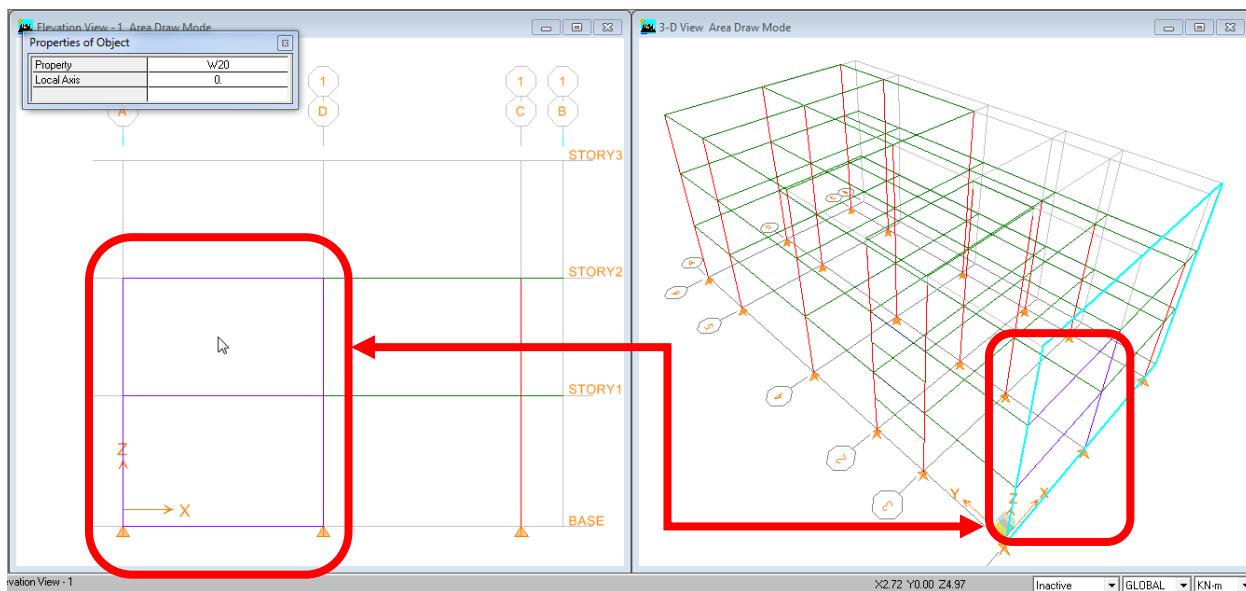 Elevation View - 1 Area Draw Mode
Properties of Object
Property W20
Local Axis 0.
1 1 1
A D C B
STORY3
STORY2
STORY1
Z
X
BASE
3-D View Area Draw Mode
Y Z X
evation View - 1
X2.72 Y0.00 Z4.97
Inactive GLOBAL KN-m